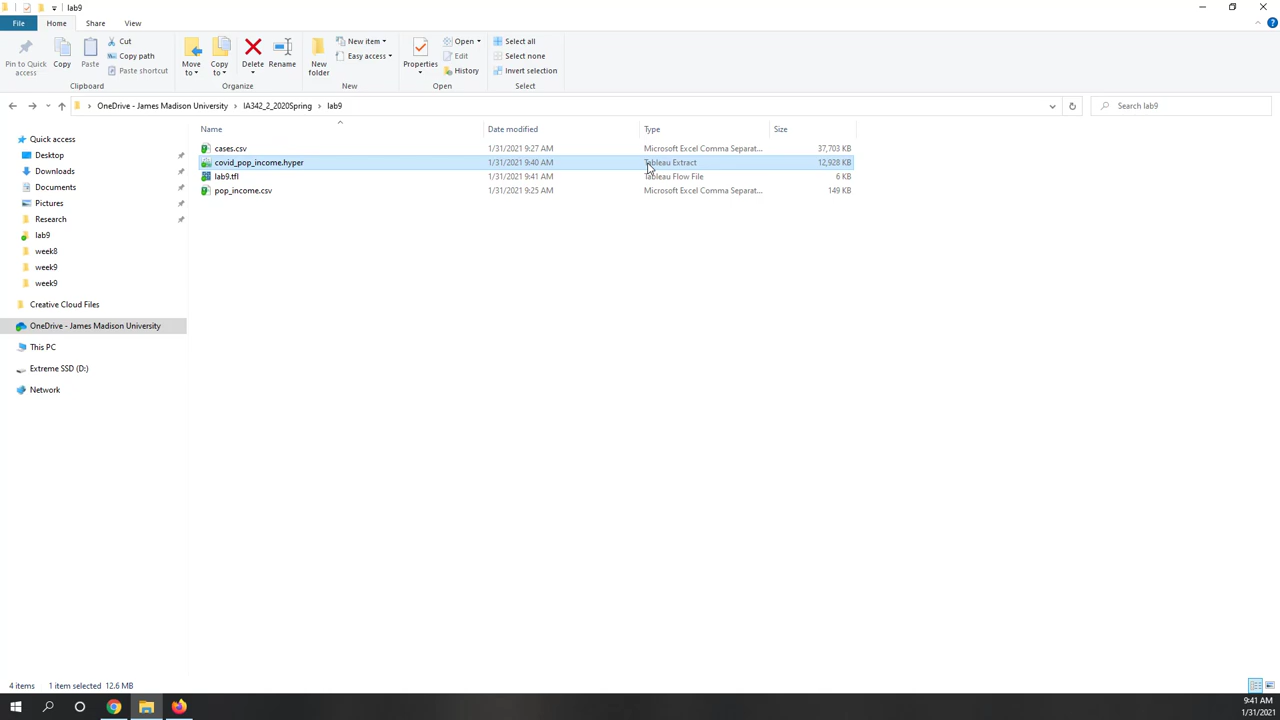 lab9
File
Home
Share
View
Pin to Quick access
Copy
Paste
Cut
Copy path
Paste shortcut
Clipboard
Move to
Copy to
Delete
Rename
Organize
New folder
New item
Easy access
New
Properties
Open
Edit
History
Open
Select all
Select none
Invert selection
Select
OneDrive - James Madison University › IA342_2_2020Spring › lab9
Search lab9
Name Date modified Type Size
cases.csv 1/31/2021 9:27 AM Microsoft Excel Comma Separat... 37,703 KB
covid_pop_income.hyper 1/31/2021 9:40 AM Tableau Extract 12,928 KB
lab9.tfl 1/31/2021 9:41 AM Tableau Flow File 6 KB
pop_income.csv 1/31/2021 9:25 AM Microsoft Excel Comma Separat... 149 KB
Quick access
Desktop
Downloads
Documents
Pictures
Research
lab9
week8
week9
week9
Creative Cloud Files
OneDrive - James Madison University
This PC
Extreme SSD (D:)
Network
4 items 1 item selected 12.6 MB
9:41 AM
1/31/2021